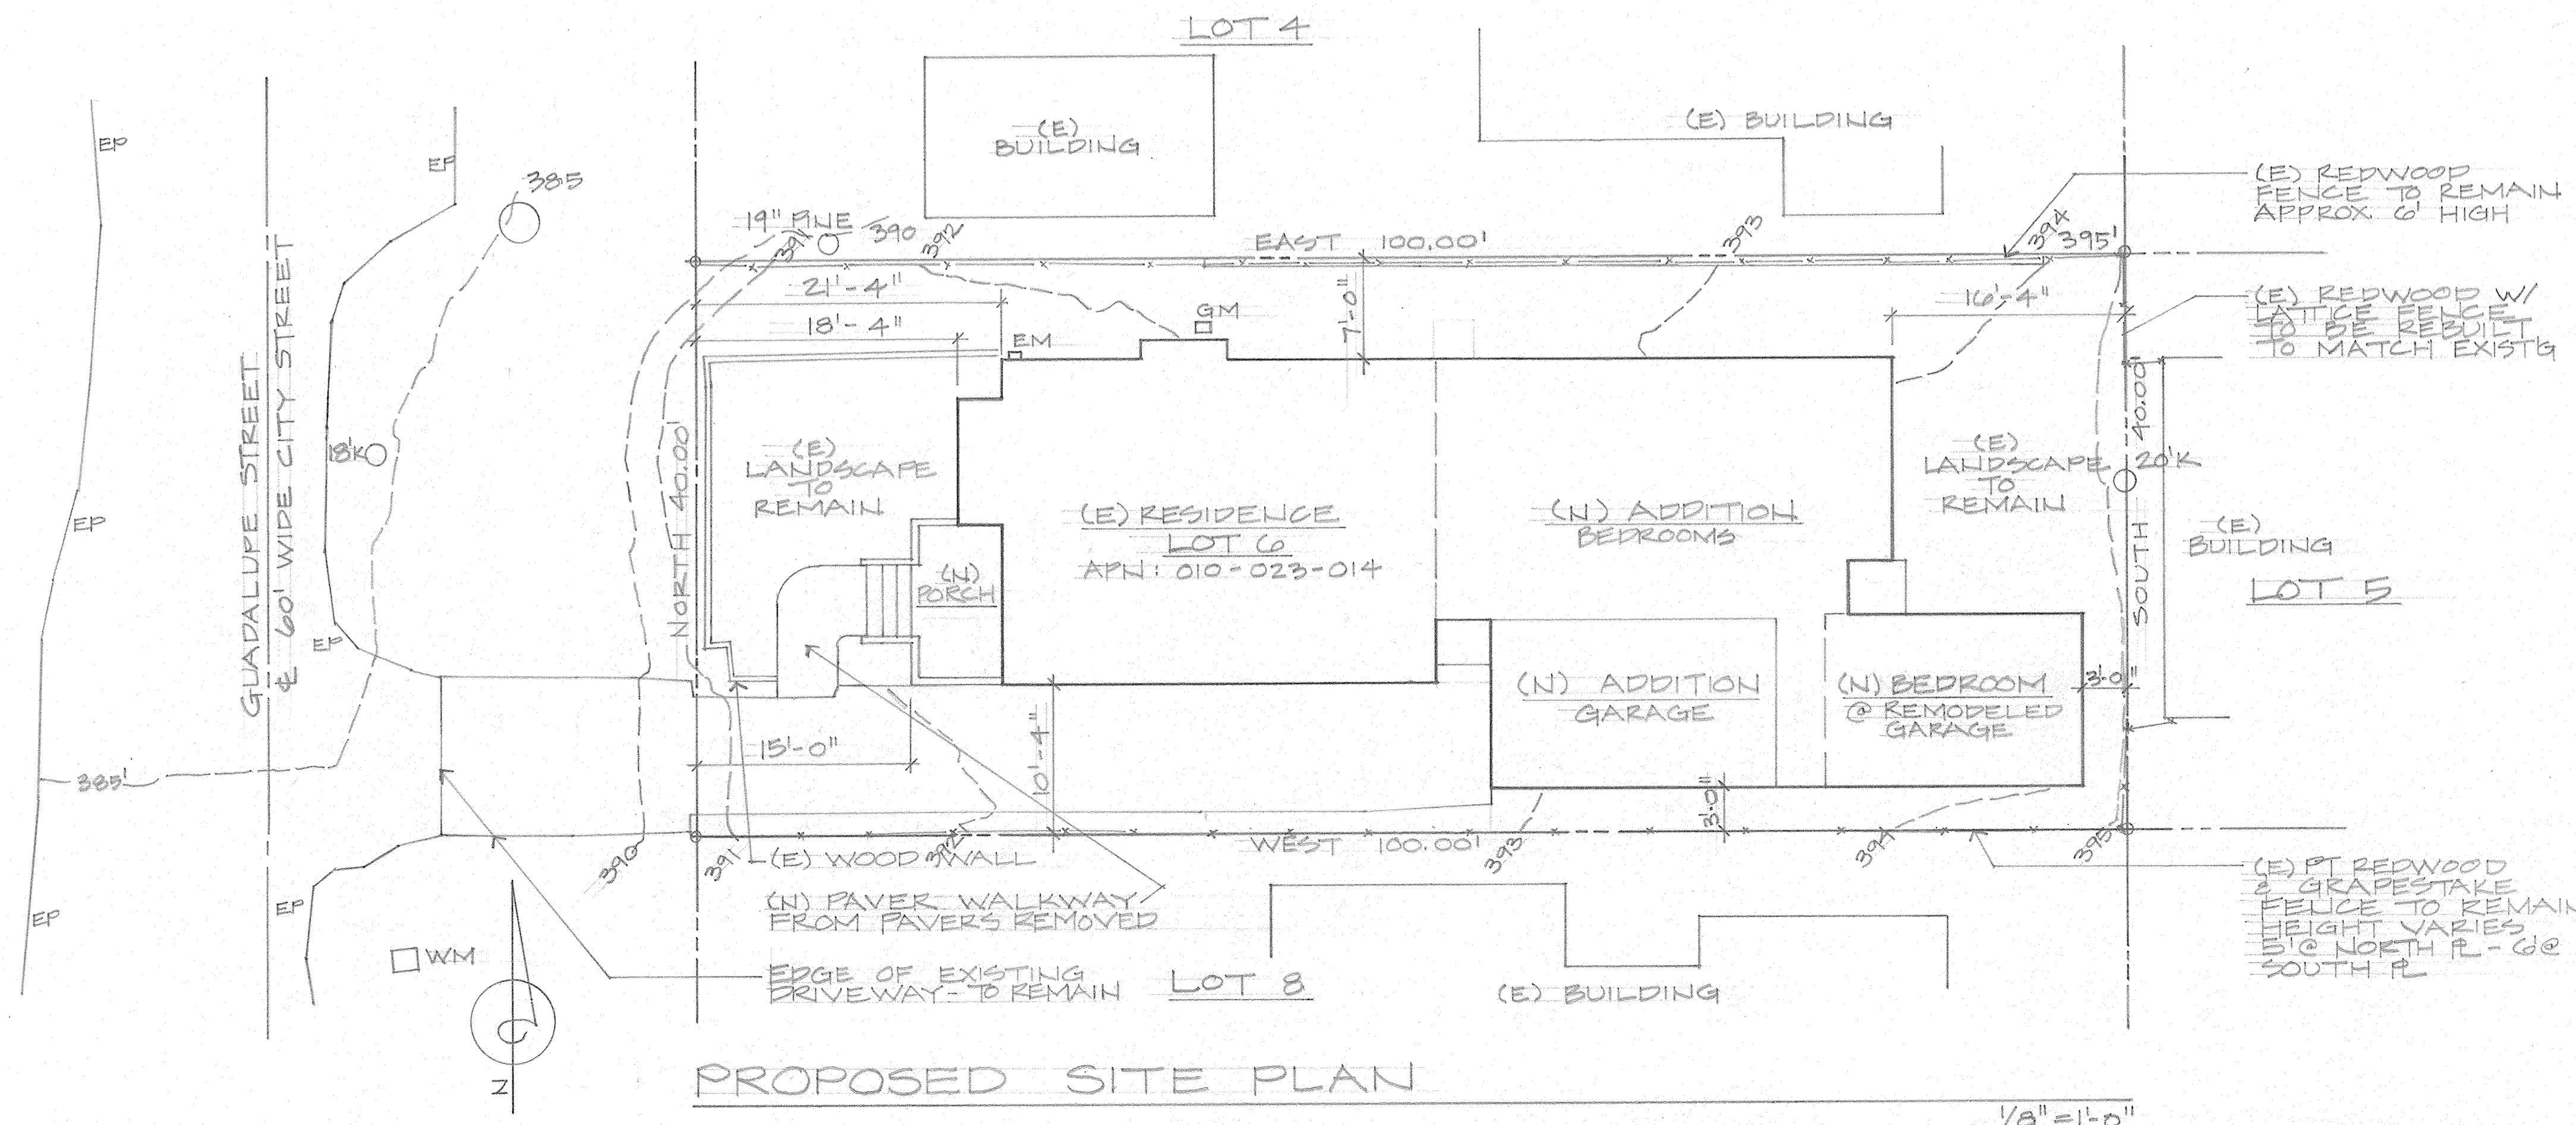 LOT 4
(E)
BUILDING
(E) BUILDING
EP
EP
385
19" PINE
391
390
392
EAST 100.00'
393
394
395'
(E) REDWOOD
FENCE TO REMAIN
APPROX. 6' HIGH
21'-4"
18'-4"
EM
GM
7'-0"
16'-4"
(E) REDWOOD W/
LATTICE FENCE
TO BE REBUILT
TO MATCH EXIST'G
GUADALUPE STREET
60' WIDE CITY STREET
18"K
NORTH 40.00'
(E)
LANDSCAPE
TO
REMAIN
(E) RESIDENCE
LOT 6
APN: 010-023-014
(N)
PORCH
(N) ADDITION
BEDROOMS
(E)
LANDSCAPE
TO
REMAIN
SOUTH 40.00'
20"K
(E)
BUILDING
LOT 5
EP
EP
(N) ADDITION
GARAGE
(N) BEDROOM
@ REMODELED
GARAGE
3'-0"
15'-0"
10'-4"
3'-0"
385'
390
391
392
WEST 100.00'
393
394
395
(E) WOOD WALL
(N) PAVER WALKWAY
FROM PAVERS REMOVED
EDGE OF EXISTING
DRIVEWAY - TO REMAIN
LOT 8
(E) BUILDING
(E) PT REDWOOD
& GRAPESTAKE
FENCE TO REMAIN
HEIGHT VARIES
5'@ NORTH PL - 6'@
SOUTH PL
EP
EP
WM
N
PROPOSED SITE PLAN
1/8"=1'-0"